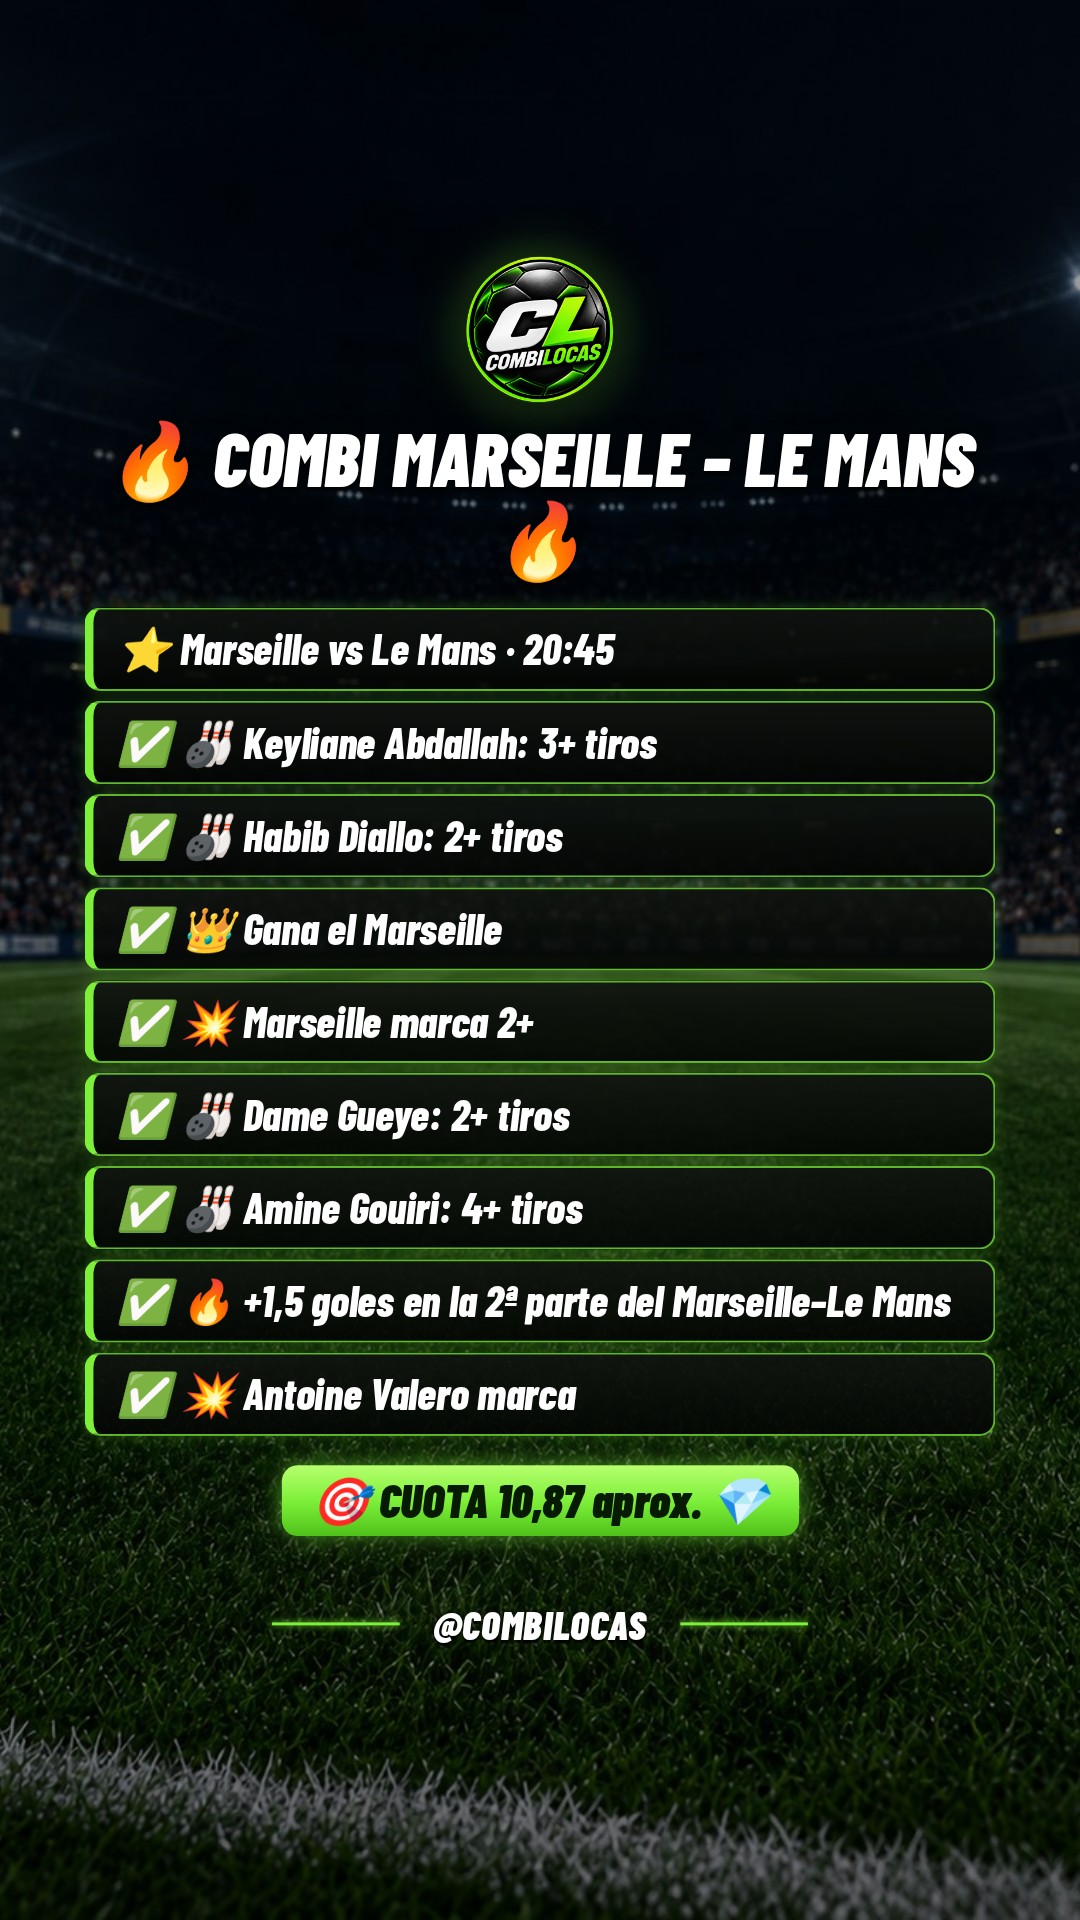 CL
COMBILOCAS
🔥 COMBI MARSEILLE – LE MANS
🔥
⭐ Marseille vs Le Mans · 20:45
✅ 🎳 Keyliane Abdallah: 3+ tiros
✅ 🎳 Habib Diallo: 2+ tiros
✅ 👑 Gana el Marseille
✅ 💥 Marseille marca 2+
✅ 🎳 Dame Gueye: 2+ tiros
✅ 🎳 Amine Gouiri: 4+ tiros
✅ 🔥 +1,5 goles en la 2ª parte del Marseille–Le Mans
✅ 💥 Antoine Valero marca
🎯 CUOTA 10,87 aprox. 💎
@COMBILOCAS